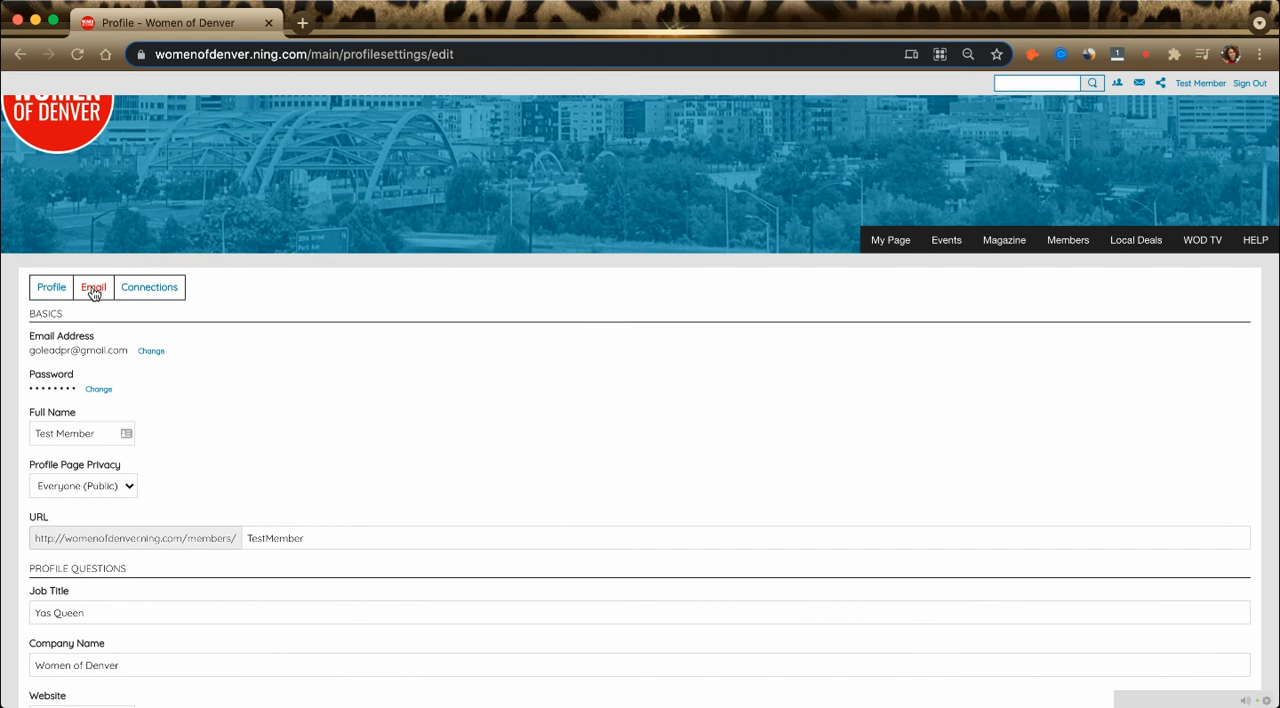 Profile - Women of Denver
womenofdenver.ning.com/main/profilesettings/edit
1
Test Member Sign Out
WOMEN
OF DENVER
My Page Events Magazine Members Local Deals WOD TV HELP
Profile Email Connections
BASICS
Email Address
goleadpr@gmail.com Change
Password
•••••••• Change
Full Name
Test Member
Profile Page Privacy
Everyone (Public)
URL
http://womenofdenver.ning.com/members/ TestMember
PROFILE QUESTIONS
Job Title
Yas Queen
Company Name
Women of Denver
Website